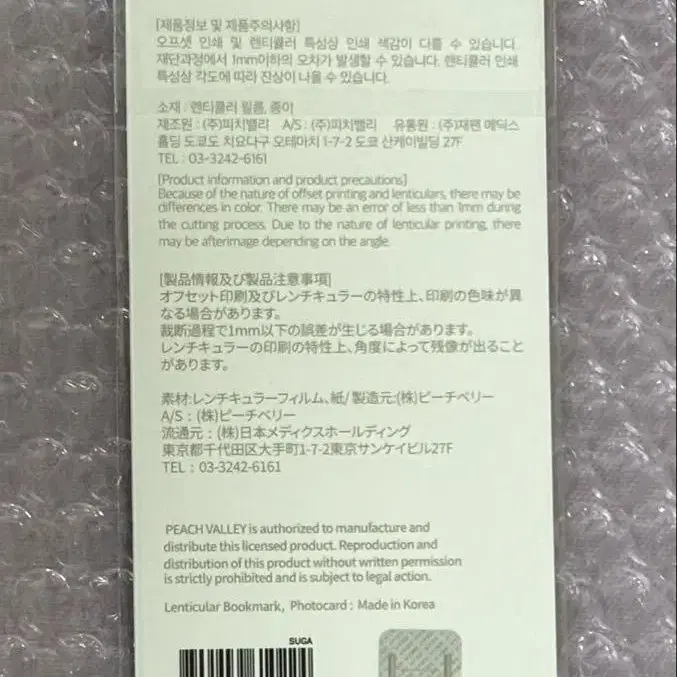 [제품정보 및 제품주의사항]
오프셋 인쇄 및 렌티큘러 특성상 인쇄 색감이 다를 수 있습니다.
재단과정에서 1mm이하의 오차가 발생할 수 있습니다. 렌티큘러 인쇄
특성상 각도에 따라 잔상이 나올 수 있습니다.
소재 : 렌티큘러 필름, 종이
제조원 : (주)피치밸리 A/S : (주)피치밸리 유통원 : (주)재팬 메딕스
홀딩 도쿄도 치요다구 오테마치 1-7-2 도쿄 산케이빌딩 27F
TEL : 03-3242-6161
[Product information and product precautions]
Because of the nature of offset printing and lenticulars, there may be
differences in color. There may be an error of less than 1mm during
the cutting process. Due to the nature of lenticular printing, there
may be afterimage depending on the angle.
[製品情報及び製品注意事項]
オフセット印刷及びレンチキュラーの特性上、印刷の色味が異
なる場合があります。
裁断過程で1mm以下の誤差が生じる場合があります。
レンチキュラーの印刷の特性上、角度によって残像が出ること
があります。
素材:レンチキュラーフィルム、紙/ 製造元:(株)ピーチベリー
A/S : (株)ピーチベリー
流通元 : (株)日本メディクスホールディング
東京都千代田区大手町1-7-2東京サンケイビル27F
TEL : 03-3242-6161
PEACH VALLEY is authorized to manufacture and
distribute this licensed product. Reproduction and
distribution of this product without written permission
is strictly prohibited and is subject to legal action.
Lenticular Bookmark, Photocard : Made in Korea
SUGA